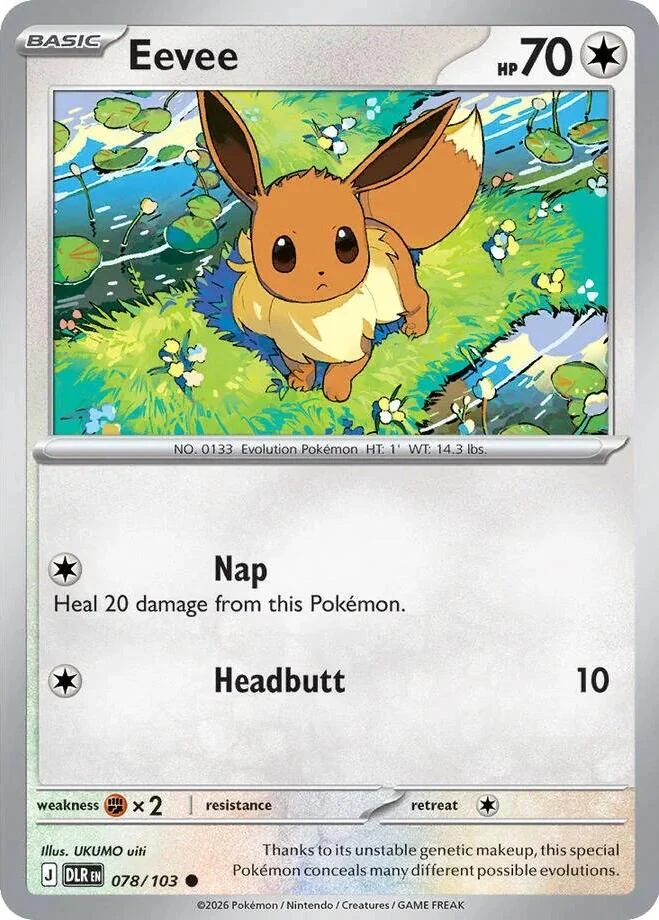 BASIC
Eevee
HP 70
NO. 0133 Evolution Pokémon HT: 1' WT: 14.3 lbs.
Nap
Heal 20 damage from this Pokémon.
Headbutt 10
weakness ×2 resistance retreat
Illus. UKUMO uiti
Thanks to its unstable genetic makeup, this special
Pokémon conceals many different possible evolutions.
J DLR EN 078/103
©2026 Pokémon / Nintendo / Creatures / GAME FREAK